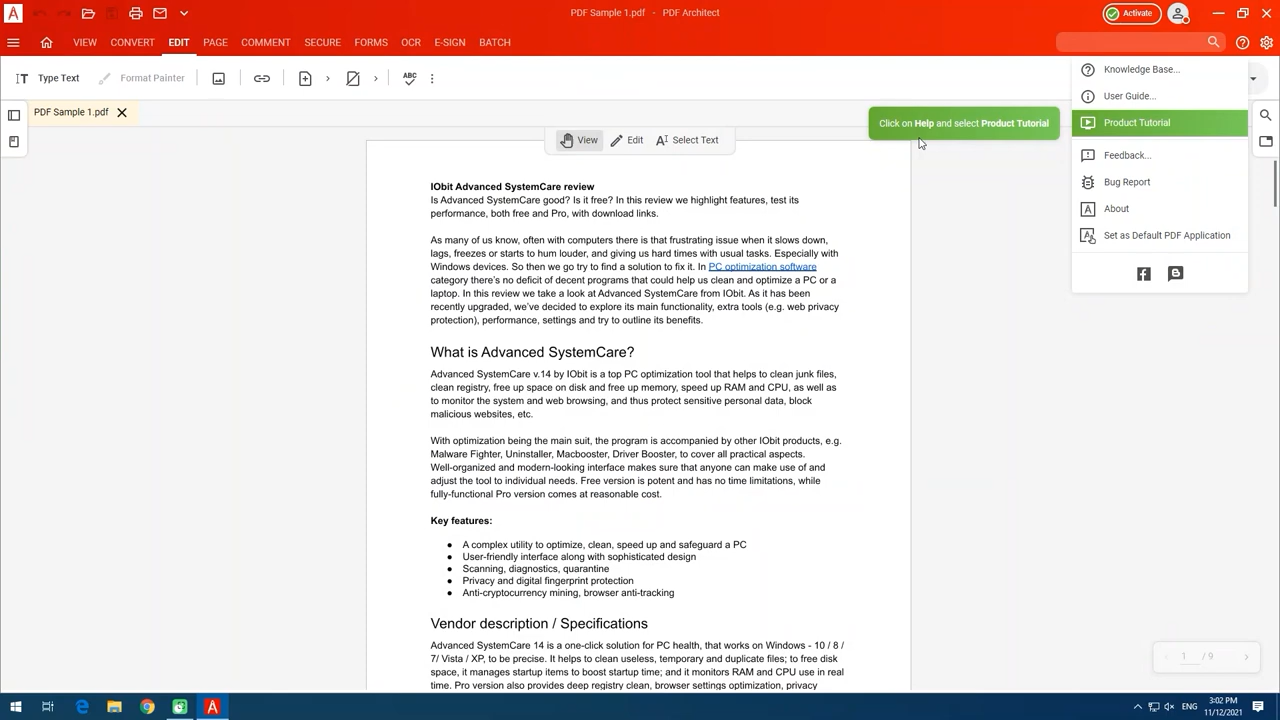 PDF Sample 1.pdf - PDF Architect
Activate
VIEW CONVERT EDIT PAGE COMMENT SECURE FORMS OCR E-SIGN BATCH
Type Text
Format Painter
ABC
PDF Sample 1.pdf
View
Edit
Select Text
Click on Help and select Product Tutorial
Knowledge Base...
User Guide...
Product Tutorial
Feedback...
Bug Report
About
Set as Default PDF Application
IObit Advanced SystemCare review
Is Advanced SystemCare good? Is it free? In this review we highlight features, test its
performance, both free and Pro, with download links.
As many of us know, often with computers there is that frustrating issue when it slows down,
lags, freezes or starts to hum louder, and giving us hard times with usual tasks. Especially with
Windows devices. So then we go try to find a solution to fix it. In PC optimization software
category there's no deficit of decent programs that could help us clean and optimize a PC or a
laptop. In this review we take a look at Advanced SystemCare from IObit. As it has been
recently upgraded, we've decided to explore its main functionality, extra tools (e.g. web privacy
protection), performance, settings and try to outline its benefits.
What is Advanced SystemCare?
Advanced SystemCare v.14 by IObit is a top PC optimization tool that helps to clean junk files,
clean registry, free up space on disk and free up memory, speed up RAM and CPU, as well as
to monitor the system and web browsing, and thus protect sensitive personal data, block
malicious websites, etc.
With optimization being the main suit, the program is accompanied by other IObit products, e.g.
Malware Fighter, Uninstaller, Macbooster, Driver Booster, to cover all practical aspects.
Well-organized and modern-looking interface makes sure that anyone can make use of and
adjust the tool to individual needs. Free version is potent and has no time limitations, while
fully-functional Pro version comes at reasonable cost.
Key features:
● A complex utility to optimize, clean, speed up and safeguard a PC
● User-friendly interface along with sophisticated design
● Scanning, diagnostics, quarantine
● Privacy and digital fingerprint protection
● Anti-cryptocurrency mining, browser anti-tracking
Vendor description / Specifications
Advanced SystemCare 14 is a one-click solution for PC health, that works on Windows - 10 / 8 /
7/ Vista / XP, to be precise. It helps to clean useless, temporary and duplicate files; to free disk
space, it manages startup items to boost startup time; and it monitors RAM and CPU use in real
time. Pro version also provides deep registry clean, browser settings optimization, privacy
1 / 9
ENG
3:02 PM
11/12/2021